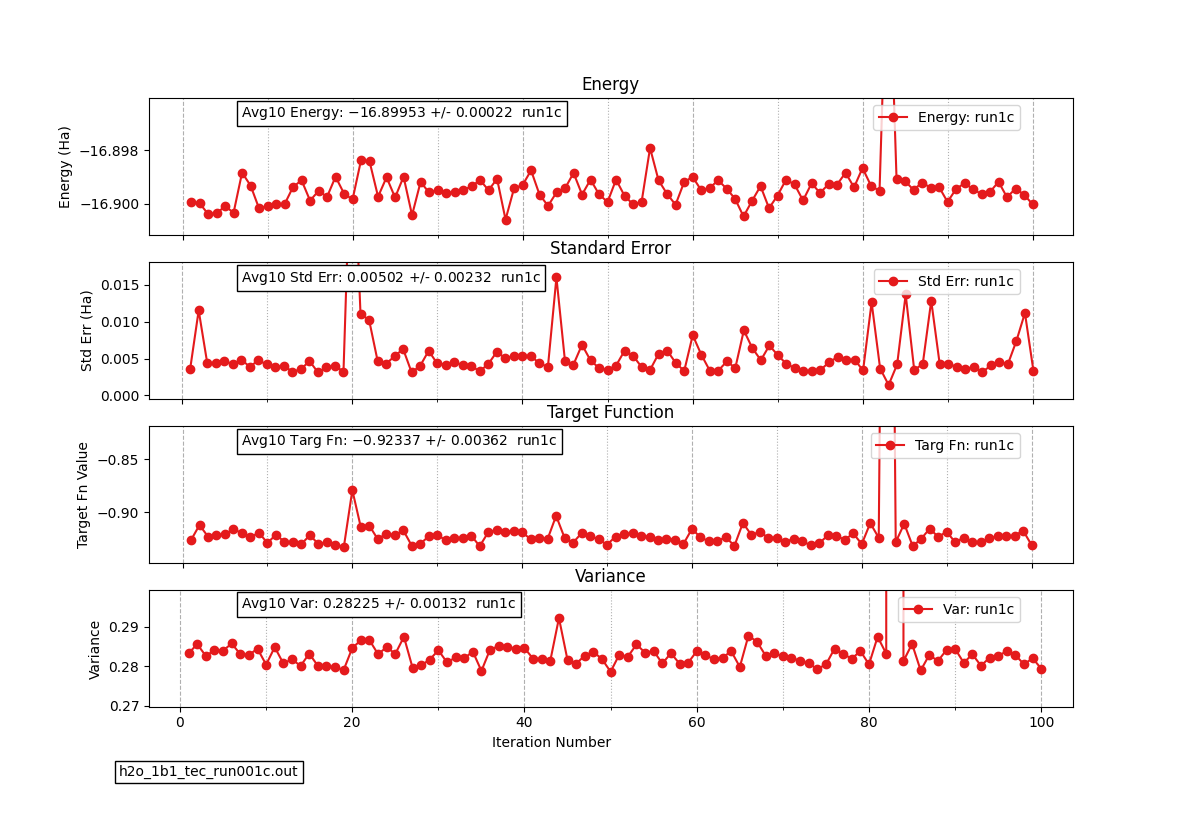 Energy
Avg10 Energy: −16.89953 +/- 0.00022  run1c
Energy: run1c
Energy (Ha)
−16.898
−16.900
Standard Error
Avg10 Std Err: 0.00502 +/- 0.00232  run1c
Std Err: run1c
Std Err (Ha)
0.015
0.010
0.005
0.000
Target Function
Avg10 Targ Fn: −0.92337 +/- 0.00362  run1c
Targ Fn: run1c
Target Fn Value
−0.85
−0.90
Variance
Avg10 Var: 0.28225 +/- 0.00132  run1c
Var: run1c
Variance
0.29
0.28
0.27
0 20 40 60 80 100
Iteration Number
h2o_1b1_tec_run001c.out